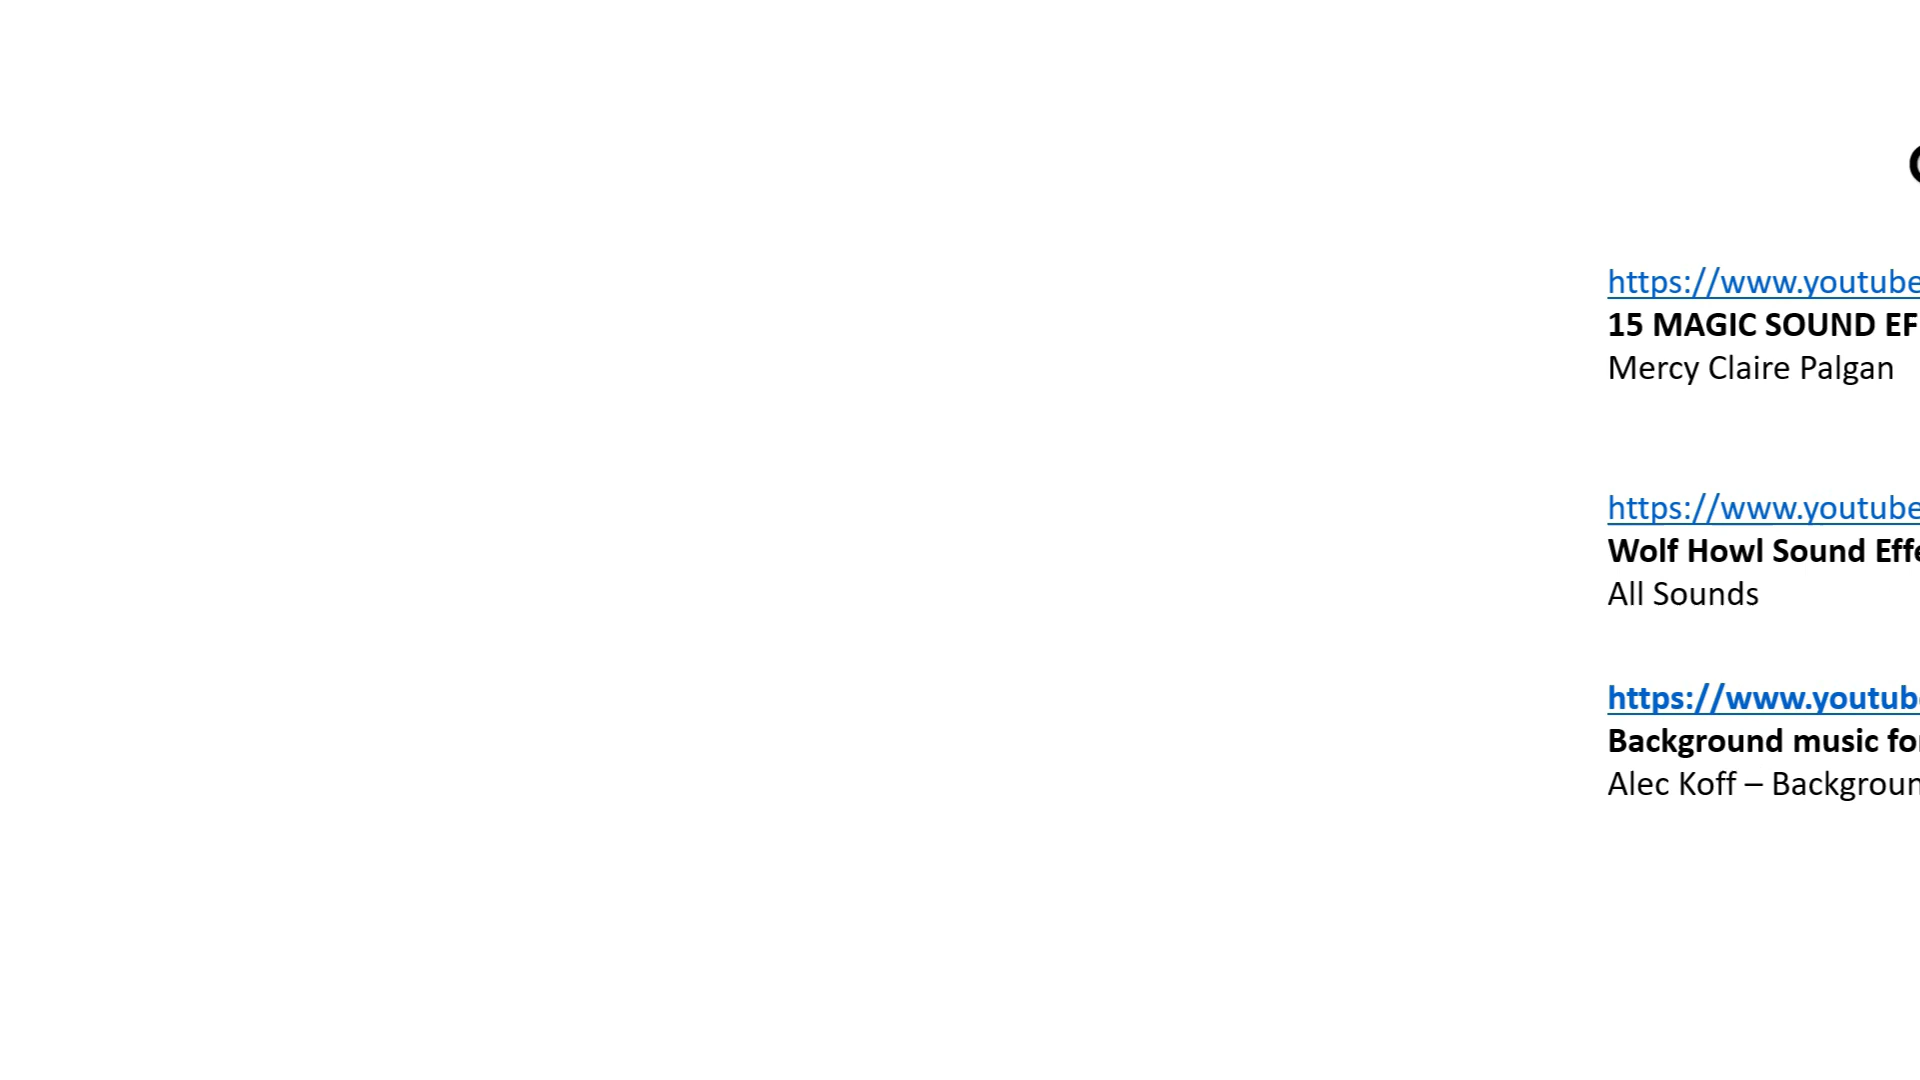 https://www.youtube
15 MAGIC SOUND EF
Mercy Claire Palgan
https://www.youtube
Wolf Howl Sound Effe
All Sounds
https://www.youtub
Background music for
Alec Koff – Backgroun